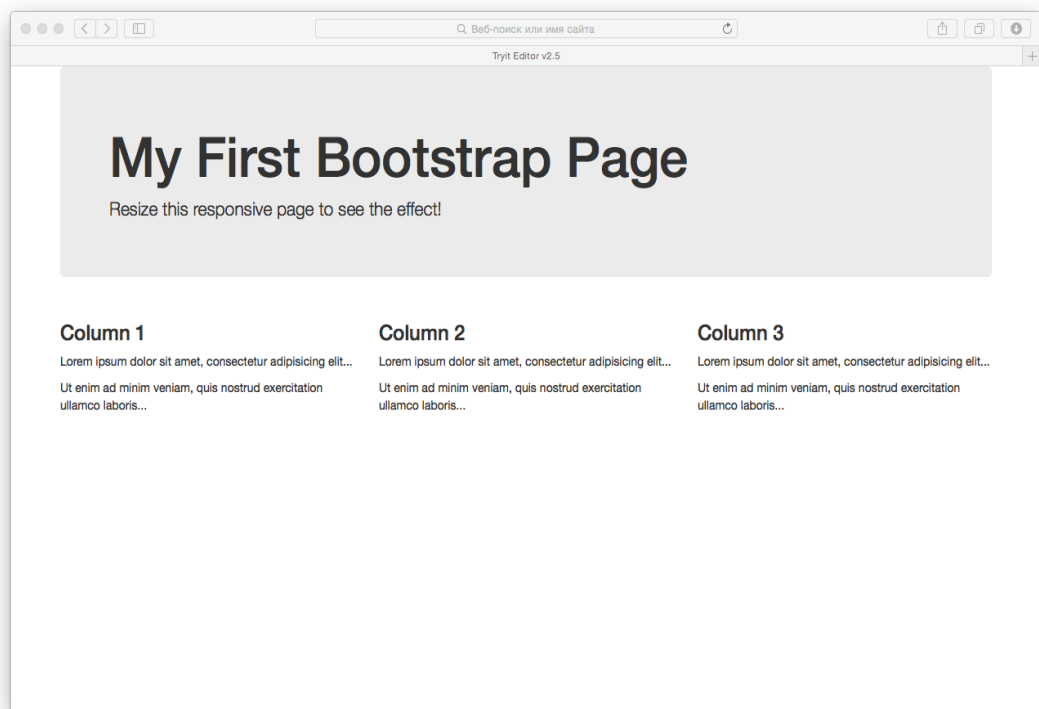 Веб-поиск или имя сайта
Tryit Editor v2.5
My First Bootstrap Page
Resize this responsive page to see the effect!
Column 1
Lorem ipsum dolor sit amet, consectetur adipisicing elit...
Ut enim ad minim veniam, quis nostrud exercitation
ullamco laboris...
Column 2
Lorem ipsum dolor sit amet, consectetur adipisicing elit...
Ut enim ad minim veniam, quis nostrud exercitation
ullamco laboris...
Column 3
Lorem ipsum dolor sit amet, consectetur adipisicing elit...
Ut enim ad minim veniam, quis nostrud exercitation
ullamco laboris...